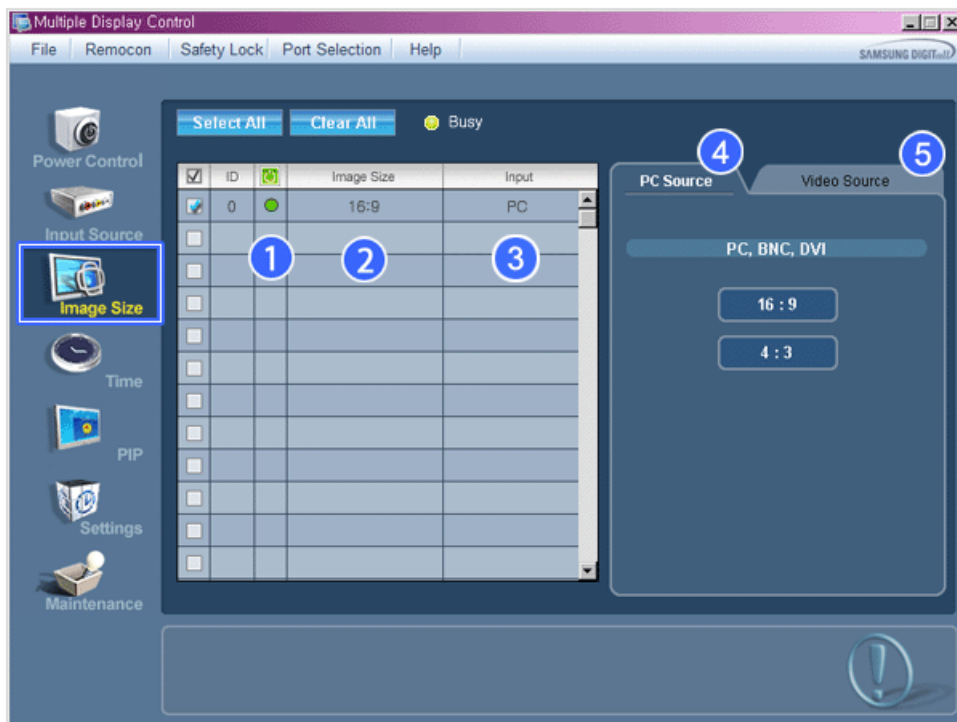 Multiple Display Control
File Remocon Safety Lock Port Selection Help
SAMSUNG DIGITall
Select All Clear All Busy
Power Control
Input Source
Image Size
Time
PIP
Settings
Maintenance
ID Image Size Input
0 16:9 PC
1 2 3
4 5
PC Source Video Source
PC, BNC, DVI
16 : 9
4 : 3